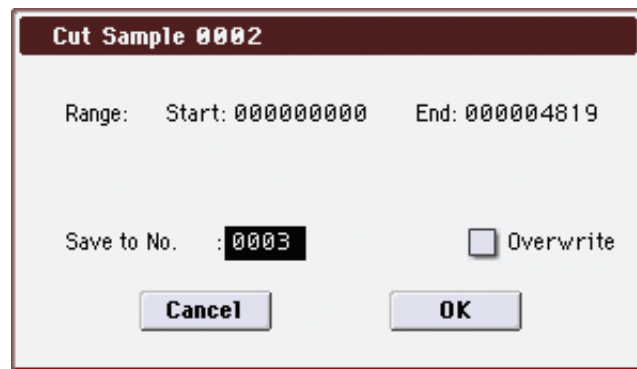 Cut Sample 0002
Range: Start: 000000000 End: 000004819
Save to No. :0003 Overwrite
Cancel OK